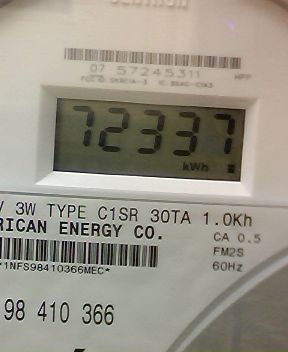 07 57245311
HPP
72337
kWh
V 3W TYPE C1SR 30TA 1.0Kh
RICAN ENERGY CO.
CA 0.5
FM2S
60Hz
*1NFS98410366MEC*
98 410 366